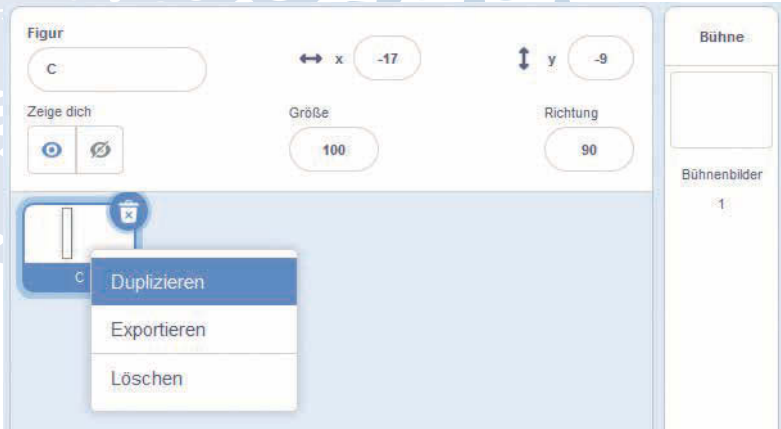 Figur
C
x -17
y -9
Bühne
Zeige dich
Größe
100
Richtung
90
Bühnenbilder
1
C
Duplizieren
Exportieren
Löschen